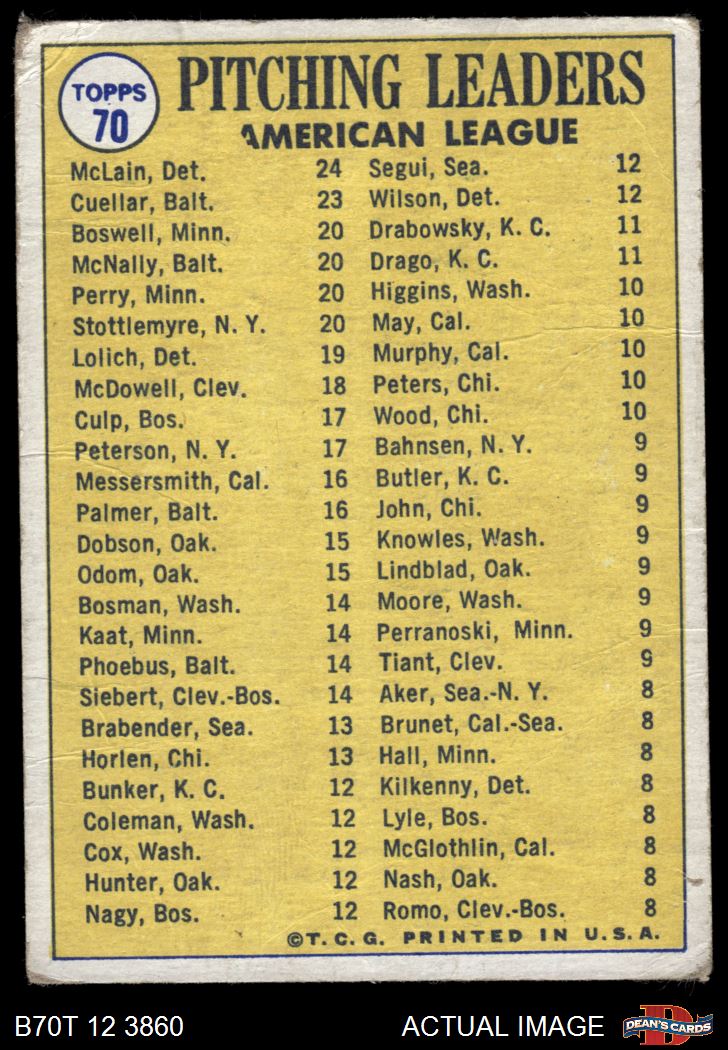 TOPPS
70
PITCHING LEADERS
AMERICAN LEAGUE
McLain, Det. 24
Cuellar, Balt. 23
Boswell, Minn. 20
McNally, Balt. 20
Perry, Minn. 20
Stottlemyre, N. Y. 20
Lolich, Det. 19
McDowell, Clev. 18
Culp, Bos. 17
Peterson, N. Y. 17
Messersmith, Cal. 16
Palmer, Balt. 16
Dobson, Oak. 15
Odom, Oak. 15
Bosman, Wash. 14
Kaat, Minn. 14
Phoebus, Balt. 14
Siebert, Clev.-Bos. 14
Brabender, Sea. 13
Horlen, Chi. 13
Bunker, K. C. 12
Coleman, Wash. 12
Cox, Wash. 12
Hunter, Oak. 12
Nagy, Bos. 12
Segui, Sea. 12
Wilson, Det. 12
Drabowsky, K. C. 11
Drago, K. C. 11
Higgins, Wash. 10
May, Cal. 10
Murphy, Cal. 10
Peters, Chi. 10
Wood, Chi. 10
Bahnsen, N. Y. 9
Butler, K. C. 9
John, Chi. 9
Knowles, Wash. 9
Lindblad, Oak. 9
Moore, Wash. 9
Perranoski, Minn. 9
Tiant, Clev. 9
Aker, Sea.-N. Y. 8
Brunet, Cal.-Sea. 8
Hall, Minn. 8
Kilkenny, Det. 8
Lyle, Bos. 8
McGlothlin, Cal. 8
Nash, Oak. 8
Romo, Clev.-Bos. 8
©T. C. G. PRINTED IN U. S. A.
B70T 12 3860 ACTUAL IMAGE
D
DEAN'S CARDS